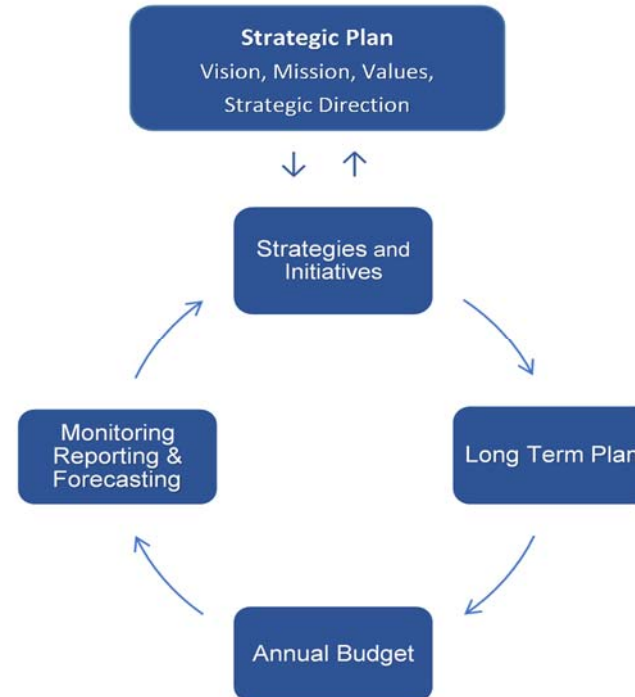 Strategic Plan
Vision, Mission, Values,
Strategic Direction
Strategies and
Initiatives
Long Term Plan
Annual Budget
Monitoring
Reporting &
Forecasting